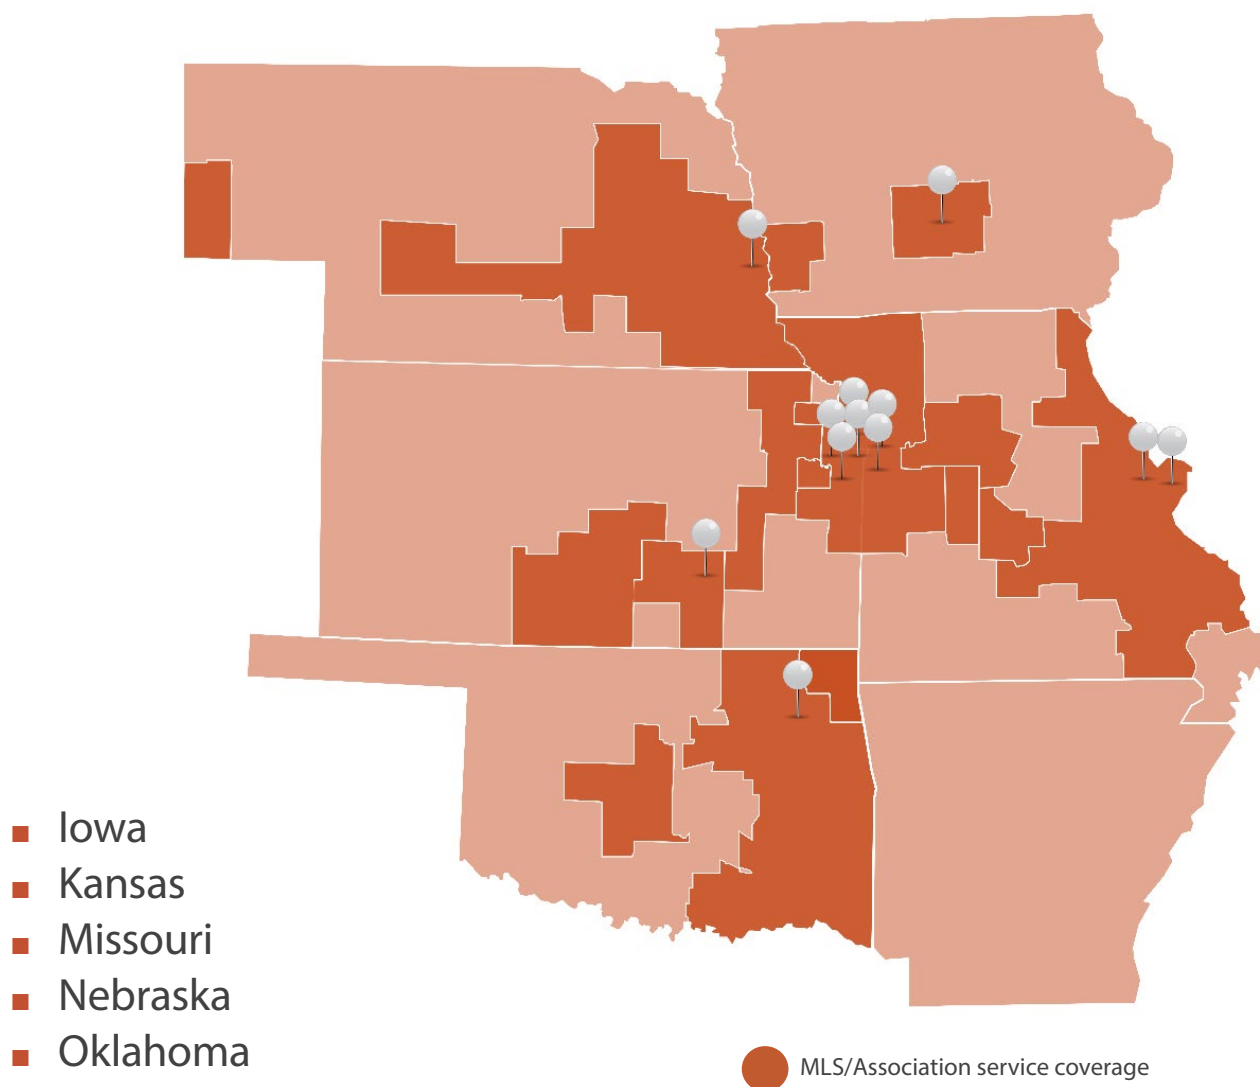 Iowa
Kansas
Missouri
Nebraska
Oklahoma
MLS/Association service coverage